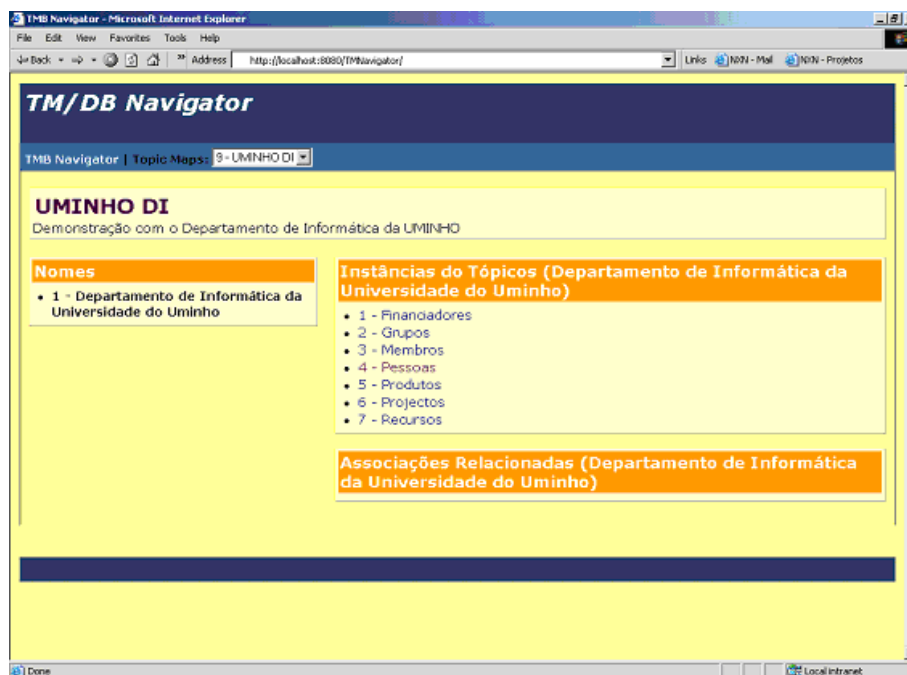 TMB Navigator - Microsoft Internet Explorer
File Edit View Favorites Tools Help
Back » Address http://localhost:8080/TMNavigator/ Links NXN - Mail NXN - Projetos
TM/DB Navigator
TMB Navigator | Topic Maps: 9 - UMINHO DI
UMINHO DI
Demonstração com o Departamento de Informática da UMINHO
Nomes
• 1 - Departamento de Informática da
Universidade do Uminho
Instâncias do Tópicos (Departamento de Informática da
Universidade do Uminho)
• 1 - Financiadores
• 2 - Grupos
• 3 - Membros
• 4 - Pessoas
• 5 - Produtos
• 6 - Projectos
• 7 - Recursos
Associações Relacionadas (Departamento de Informática
da Universidade do Uminho)
Done Local intranet